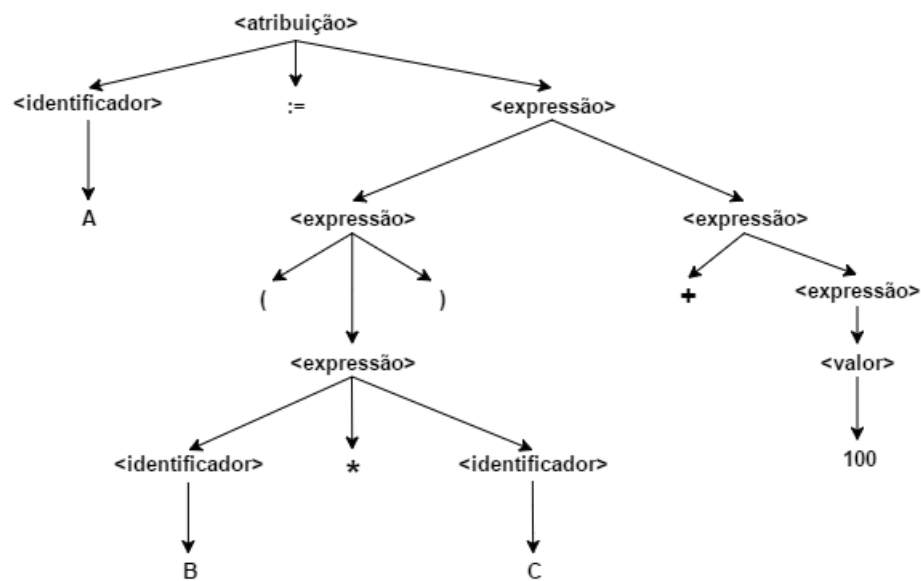 <atribuição>
<identificador> := <expressão>
A <expressão> <expressão>
( ) + <expressão>
<expressão> <valor>
<identificador> * <identificador> 100
B C